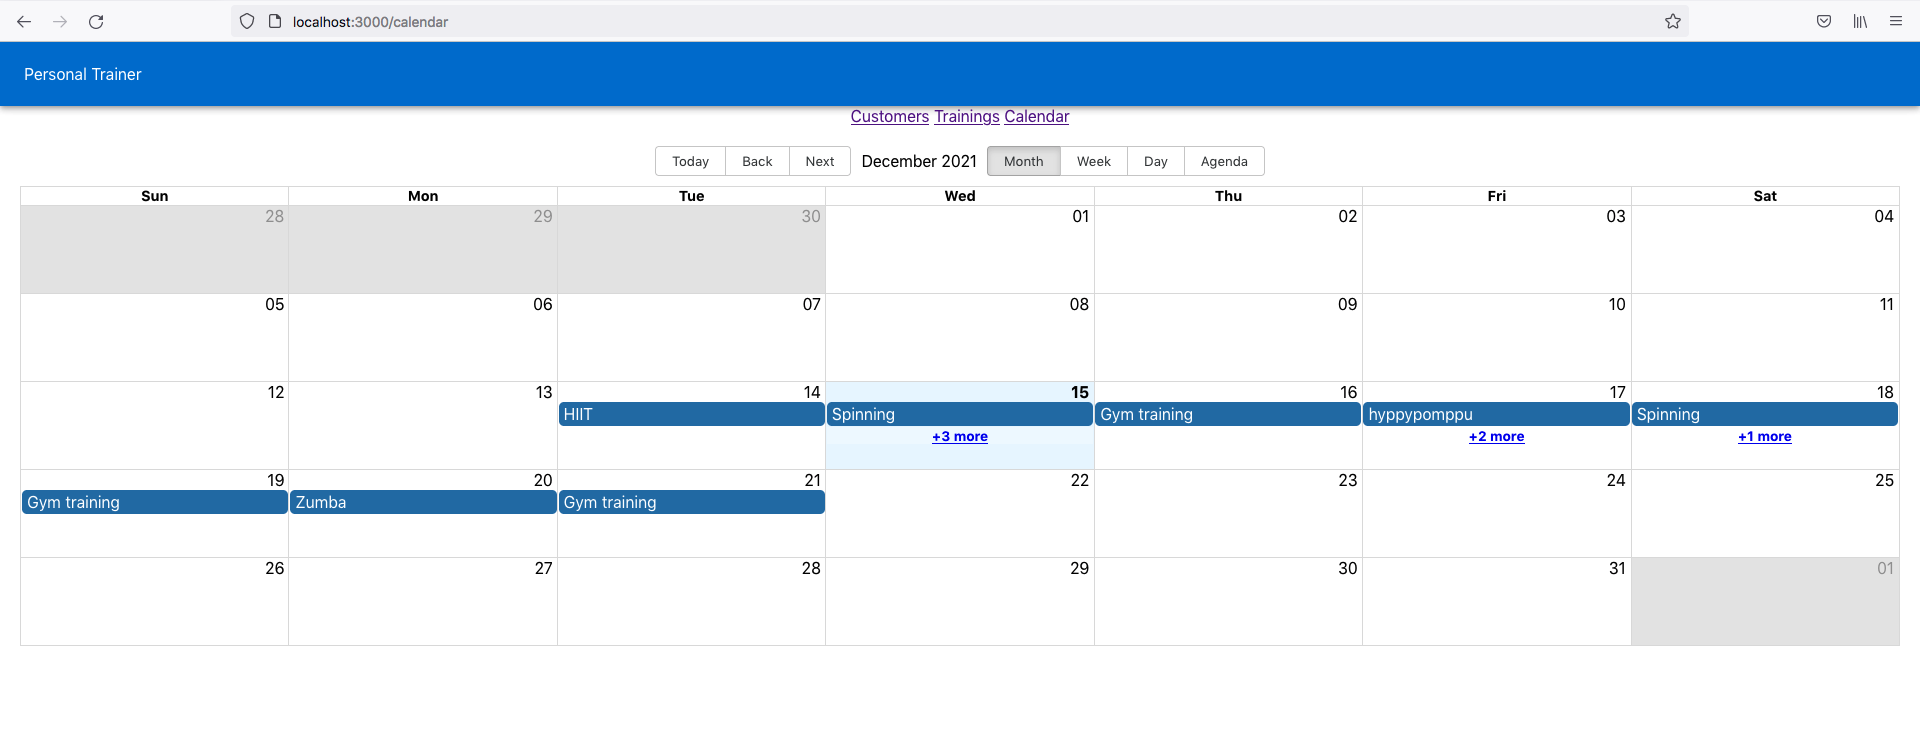 localhost:3000/calendar
Personal Trainer
Customers Trainings Calendar
Today Back Next December 2021 Month Week Day Agenda
Sun Mon Tue Wed Thu Fri Sat
28 29 30 01 02 03 04
05 06 07 08 09 10 11
12 13 14 15 16 17 18
HIIT Spinning Gym training hyppypomppu Spinning
+3 more +2 more +1 more
19 20 21 22 23 24 25
Gym training Zumba Gym training
26 27 28 29 30 31 01